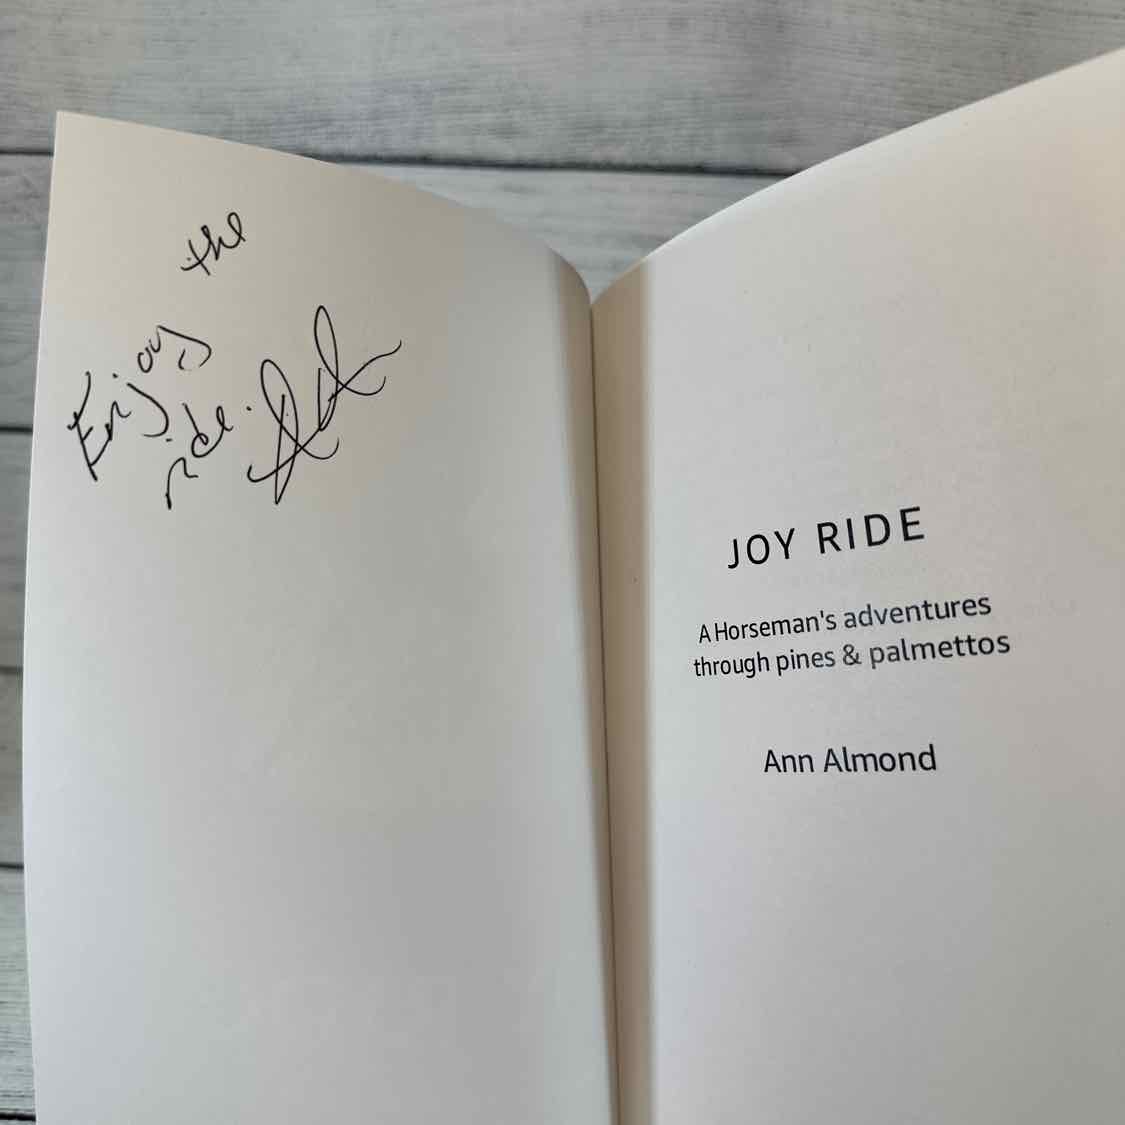 Enjoy the
ride.
JOY RIDE
A Horseman's adventures
through pines & palmettos
Ann Almond